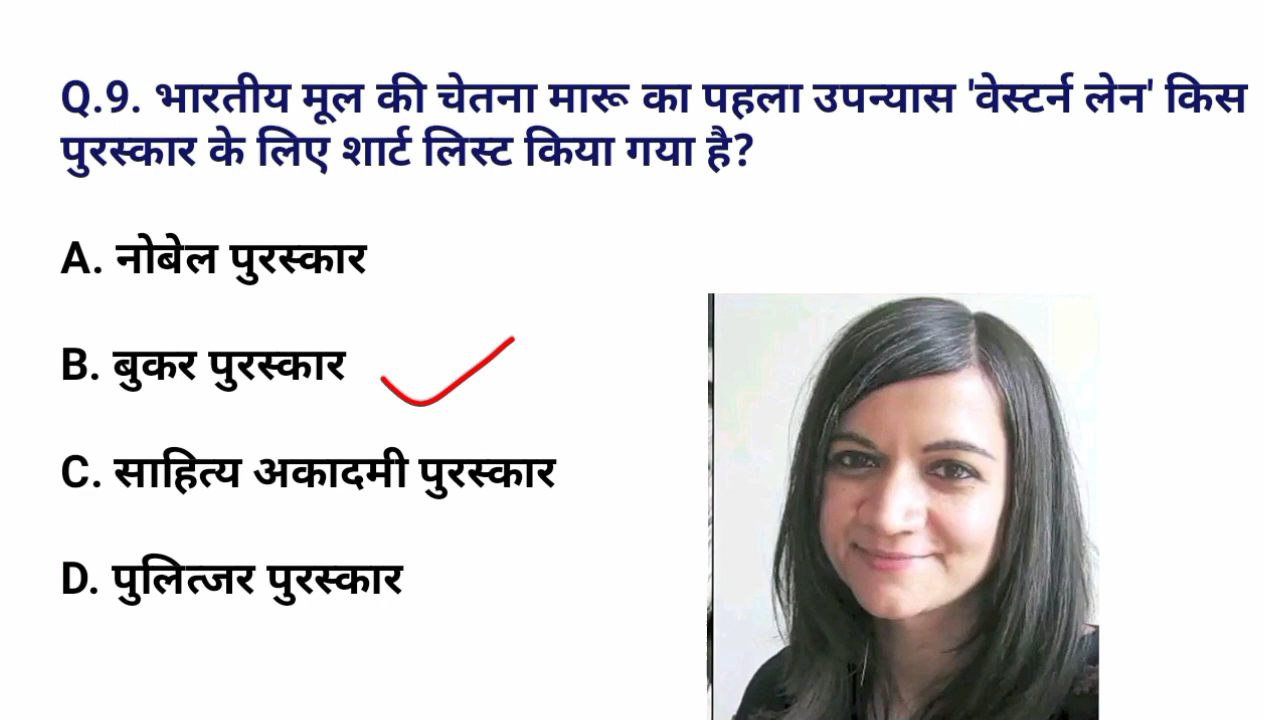 Q.9. भारतीय मूल की चेतना मारू का पहला उपन्यास 'वेस्टर्न लेन' किस
पुरस्कार के लिए शार्ट लिस्ट किया गया है?
A. नोबेल पुरस्कार
B. बुकर पुरस्कार
C. साहित्य अकादमी पुरस्कार
D. पुलित्जर पुरस्कार